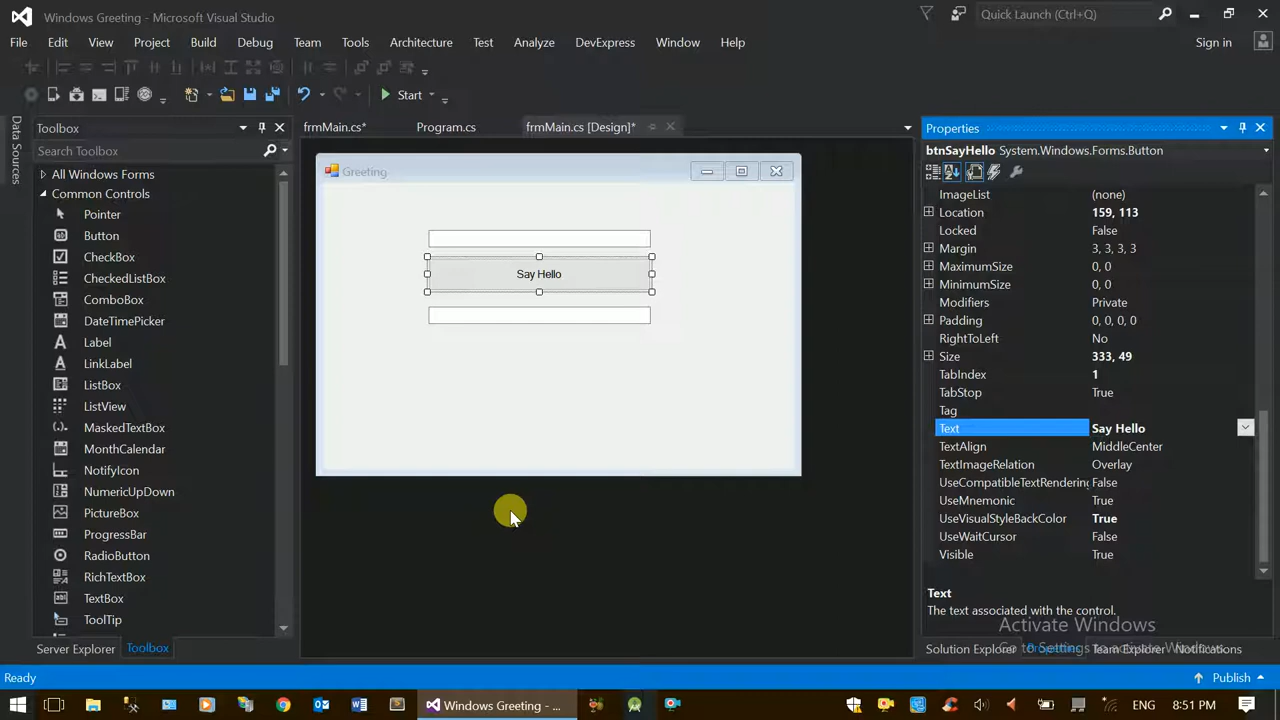 Windows Greeting - Microsoft Visual Studio
Quick Launch (Ctrl+Q)
File Edit View Project Build Debug Team Tools Architecture Test Analyze DevExpress Window Help
Sign in
Start
Data Sources
Toolbox
Search Toolbox
All Windows Forms
Common Controls
Pointer
Button
CheckBox
CheckedListBox
ComboBox
DateTimePicker
Label
LinkLabel
ListBox
ListView
MaskedTextBox
MonthCalendar
NotifyIcon
NumericUpDown
PictureBox
ProgressBar
RadioButton
RichTextBox
TextBox
ToolTip
Server Explorer Toolbox
frmMain.cs* Program.cs frmMain.cs [Design]*
Greeting
Say Hello
Properties
btnSayHello System.Windows.Forms.Button
ImageList (none)
Location 159, 113
Locked False
Margin 3, 3, 3, 3
MaximumSize 0, 0
MinimumSize 0, 0
Modifiers Private
Padding 0, 0, 0, 0
RightToLeft No
Size 333, 49
TabIndex 1
TabStop True
Tag
Text Say Hello
TextAlign MiddleCenter
TextImageRelation Overlay
UseCompatibleTextRendering False
UseMnemonic True
UseVisualStyleBackColor True
UseWaitCursor False
Visible True
Text
The text associated with the control.
Activate Windows
Go to Settings to activate Windows.
Solution Explorer Properties Team Explorer Notifications
Ready
Publish
Windows Greeting - ...
ENG 8:51 PM